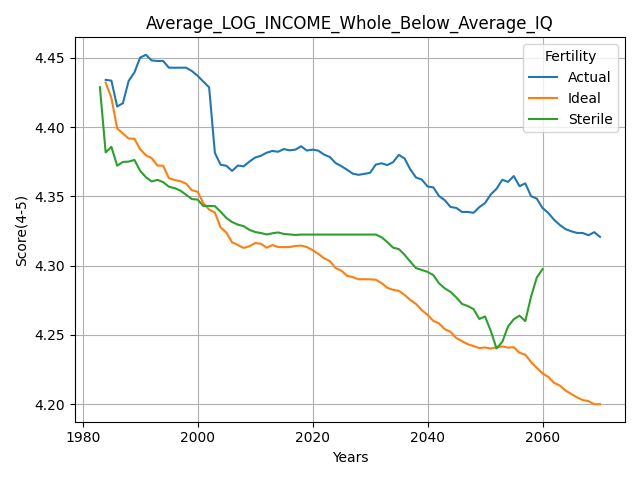 Average_LOG_INCOME_Whole_Below_Average_IQ
Fertility
Actual
Ideal
Sterile
Score(4-5)
4.45
4.40
4.35
4.30
4.25
4.20
1980
2000
2020
2040
2060
Years